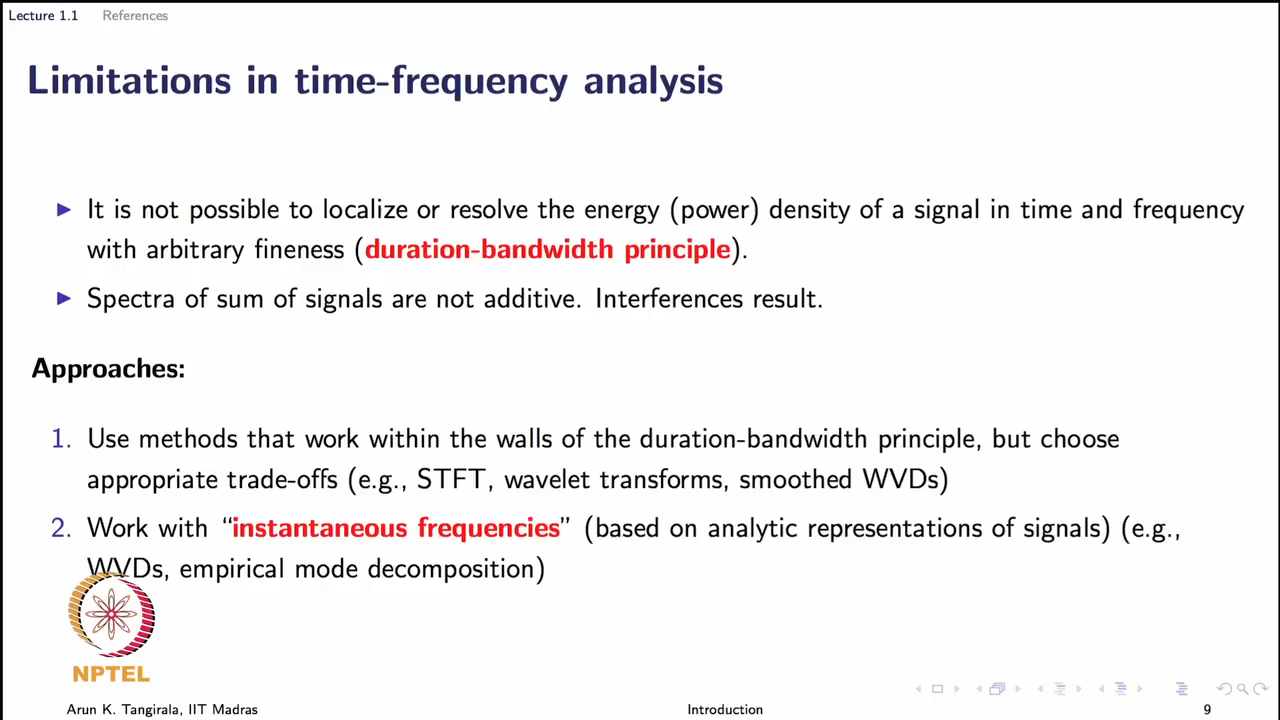 Lecture 1.1 References
Limitations in time-frequency analysis
▶ It is not possible to localize or resolve the energy (power) density of a signal in time and frequency
with arbitrary fineness (duration-bandwidth principle).
▶ Spectra of sum of signals are not additive. Interferences result.
Approaches:
1. Use methods that work within the walls of the duration-bandwidth principle, but choose
appropriate trade-offs (e.g., STFT, wavelet transforms, smoothed WVDs)
2. Work with “instantaneous frequencies” (based on analytic representations of signals) (e.g.,
WVDs, empirical mode decomposition)
NPTEL
Arun K. Tangirala, IIT Madras Introduction 9